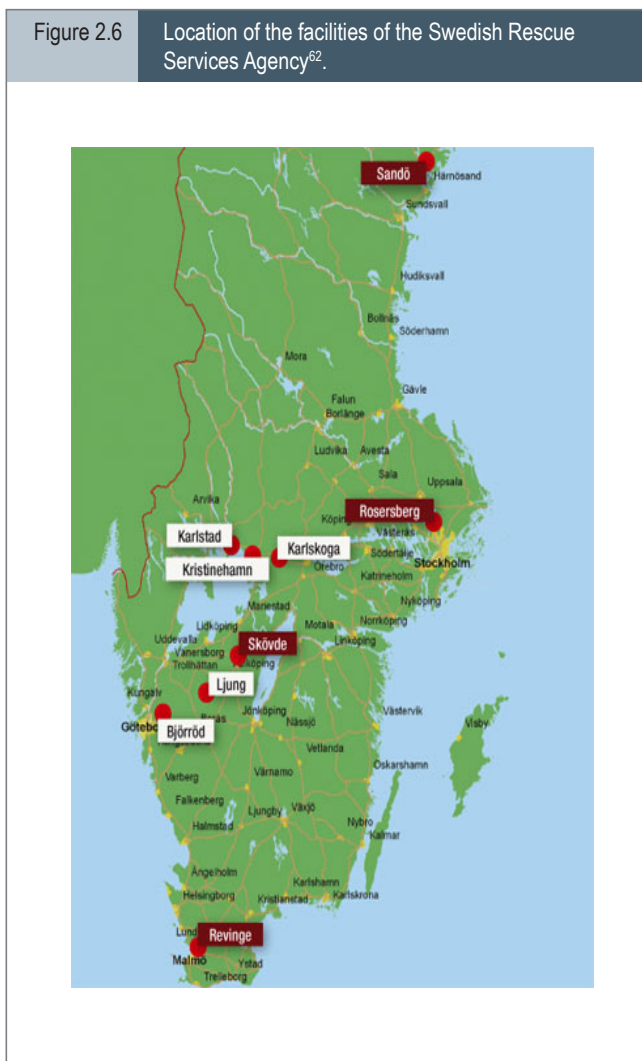 Figure 2.6
Location of the facilities of the Swedish Rescue
Services Agency62.
Sandö
Härnösand
Sundsvall
Hudiksvall
Bollnäs
Söderhamn
Mora
Gävle
Falun
Borlänge
Ludvika
Avesta
Sala
Uppsala
Arvika
Rosersberg
Köping
Västerås
Karlstad
Karlskoga
Södertälje
Stockholm
Kristinehamn
Örebro
Katrineholm
Mariestad
Nyköping
Lidköping
Motala
Norrköping
Uddevalla
Skövde
Linköping
Vänersborg
Trollhättan
Ljung
Kungalv
Björröd
Jönköping
Nässjö
Västervik
Visby
Vetlanda
Oskarshamn
Varberg
Värnamo
Falkenberg
Ljungby
Växjö
Halmstad
Nybro
Kalmar
Ängelholm
Helsingborg
Karlshamn
Kristianstad
Karlskrona
Lund
Revinge
Malmö
Ystad
Trelleborg